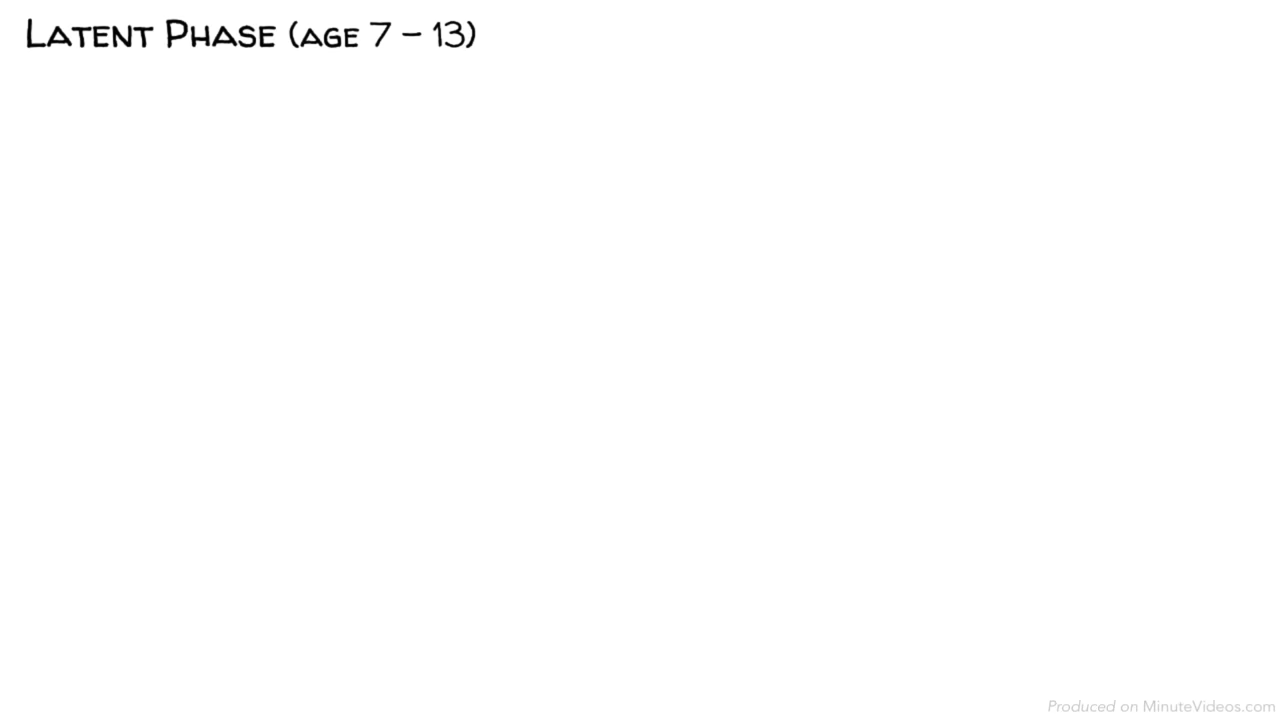 Latent Phase (age 7 – 13)
Produced on MinuteVideos.com